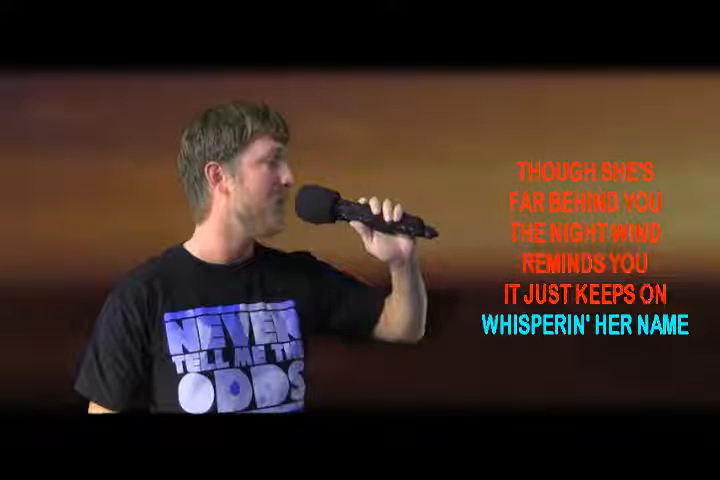 NEVER
TELL ME THE
ODDS
THOUGH SHE'S
FAR BEHIND YOU
THE NIGHT WIND
REMINDS YOU
IT JUST KEEPS ON
WHISPERIN' HER NAME